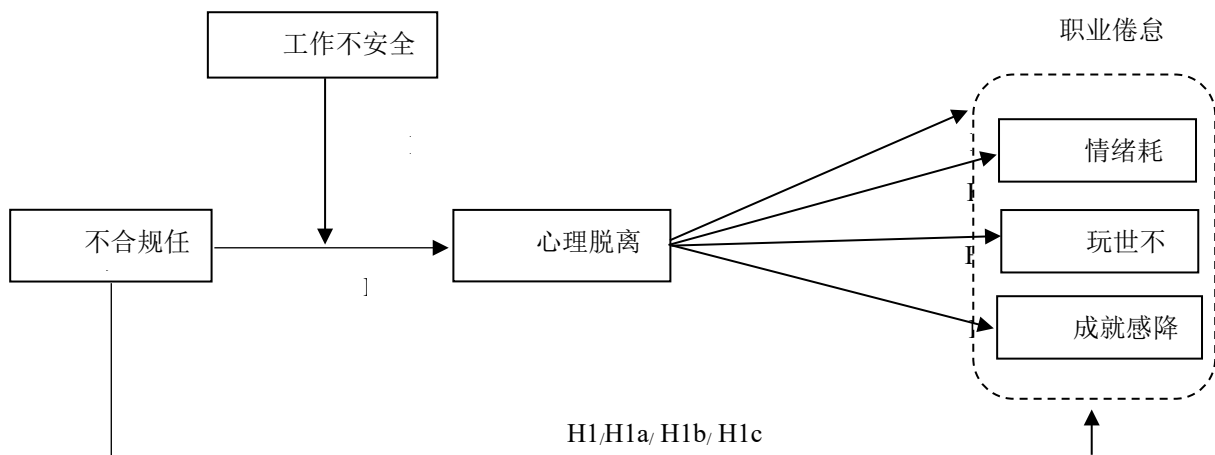 工作不安全
职业倦怠
情绪耗
不合规任
心理脱离
玩世不
成就感降
H1/H1a/ H1b/ H1c